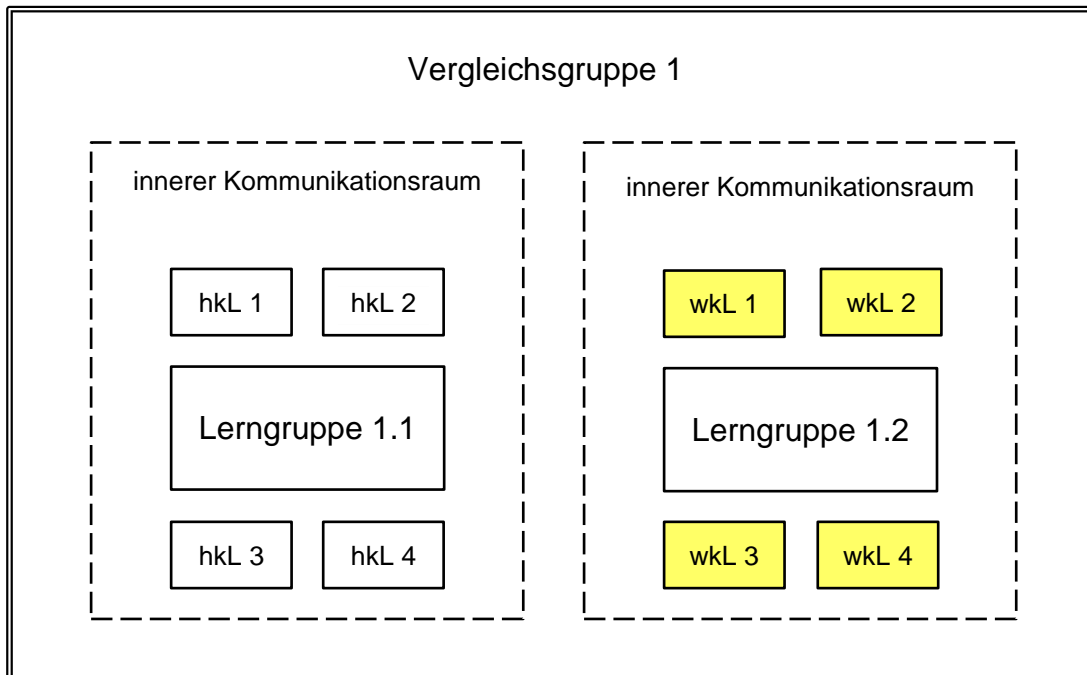 Vergleichsgruppe 1
innerer Kommunikationsraum
hkL 1
hkL 2
Lerngruppe 1.1
hkL 3
hkL 4
innerer Kommunikationsraum
wkL 1
wkL 2
Lerngruppe 1.2
wkL 3
wkL 4